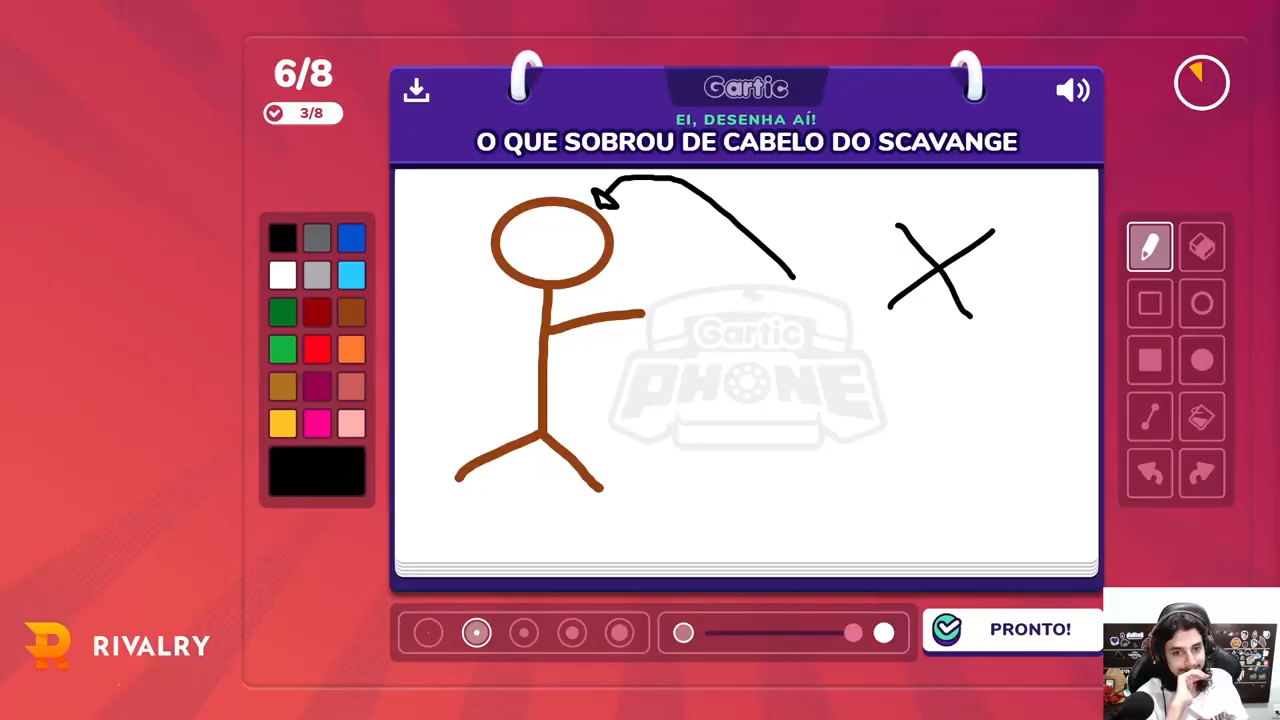 6/8
3/8
Gartic
EI, DESENHA AÍ!
O QUE SOBROU DE CABELO DO SCAVANGE
Gartic
PHONE
PRONTO!
RIVALRY